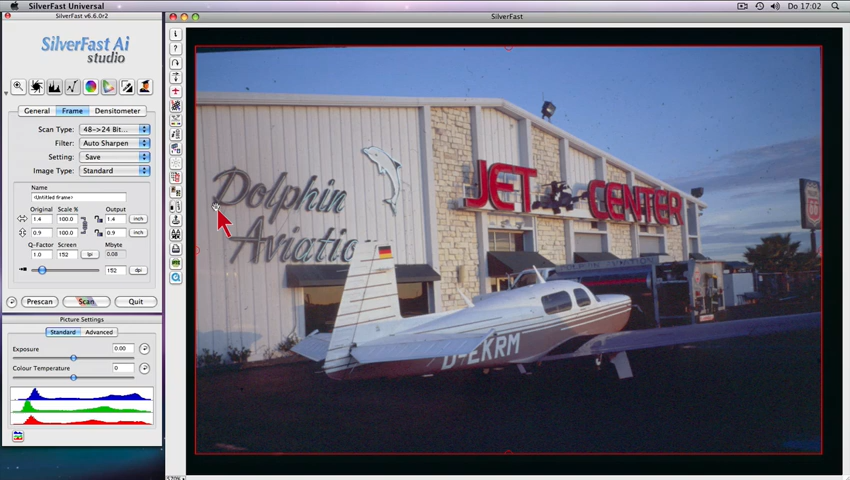 SilverFast Universal
Do 17:02
SilverFast v6.6.0r2
SilverFast
SilverFast Ai
studio
General Frame Densitometer
Scan Type: 48->24 Bit...
Filter: Auto Sharpen
Setting: Save
Image Type: Standard
Name
<Untitled frame>
Original Scale % Output
1.4 100.0 1.4 inch
0.9 100.0 0.9 inch
Q-Factor Screen Mbyte
1.0 152 lpi 0.08
152 dpi
Prescan Scan Quit
Picture Settings
Standard Advanced
Exposure 0.00
Colour Temperature 0
Dolphin
Aviation
JET CENTER
D-EKRM